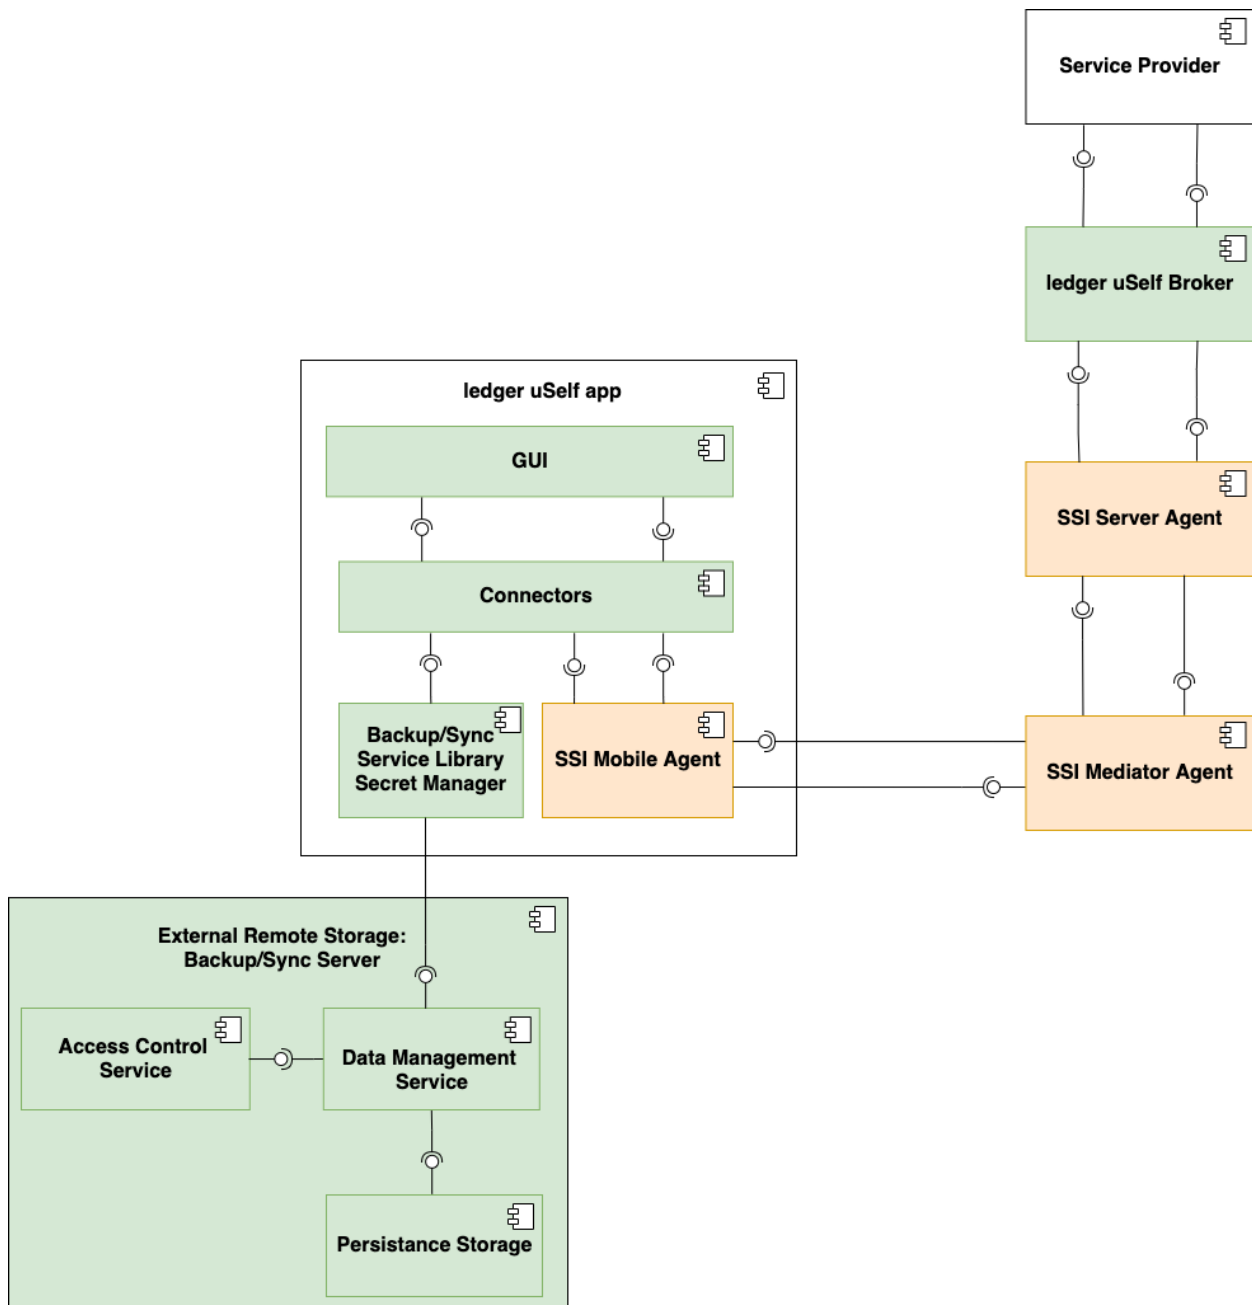 Service Provider
ledger uSelf Broker
ledger uSelf app
GUI
SSI Server Agent
Connectors
Backup/Sync
Service Library
Secret Manager
SSI Mobile Agent
SSI Mediator Agent
External Remote Storage:
Backup/Sync Server
Access Control
Service
Data Management
Service
Persistance Storage